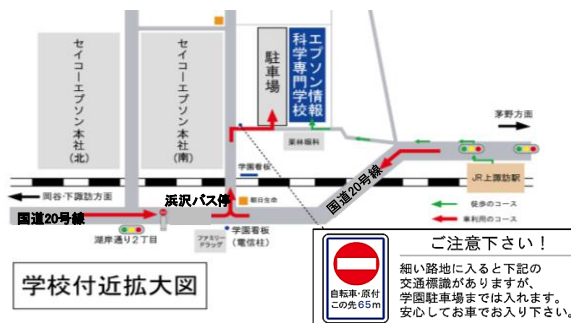 セイコーエプソン本社(北)
セイコーエプソン本社(南)
駐車場
エプソン情報
科学専門学校
茅野方面
栗林眼科
学園看板
JR上諏訪駅
岡谷・下諏訪方面
浜沢バス停
朝日生命
国道20号線
徒歩のコース
車利用のコース
国道20号線
湖岸通り2丁目
ファミリー
ドラッグ
学園看板
(電信柱)
学校付近拡大図
自転車・原付
この先65m
ご注意下さい!
細い路地に入ると下記の
交通標識がありますが、
学園駐車場までは入れます。
安心してお車でお入り下さい。